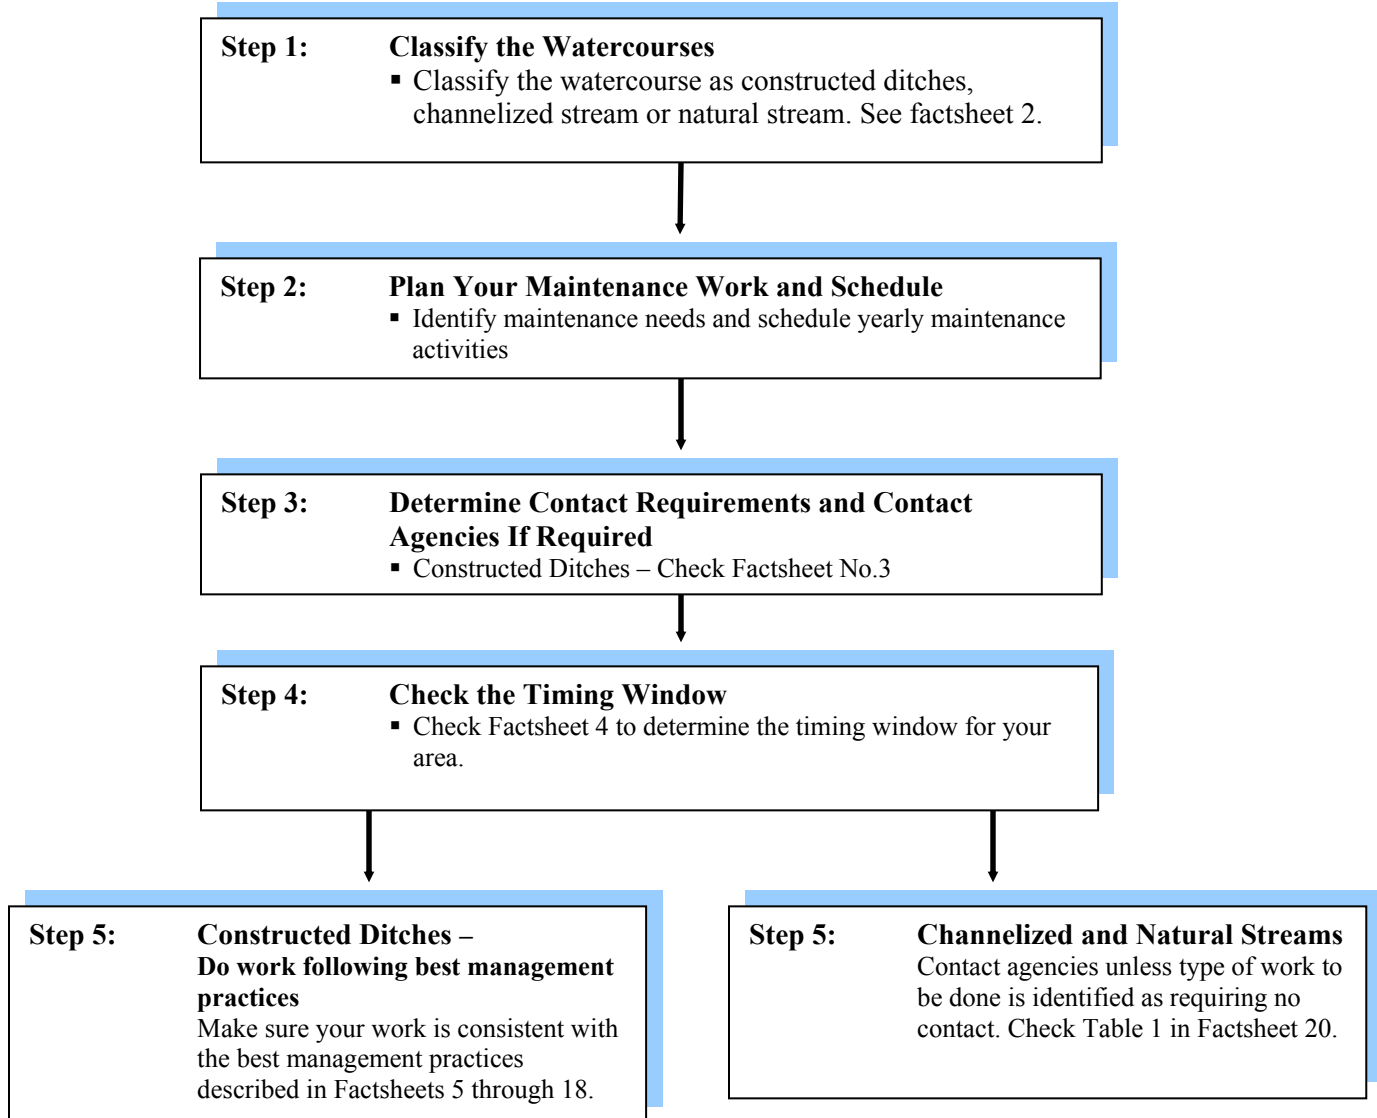 Step 1: Classify the Watercourses
▪ Classify the watercourse as constructed ditches,
channelized stream or natural stream. See factsheet 2.
Step 2: Plan Your Maintenance Work and Schedule
▪ Identify maintenance needs and schedule yearly maintenance
activities
Step 3: Determine Contact Requirements and Contact
Agencies If Required
▪ Constructed Ditches – Check Factsheet No.3
Step 4: Check the Timing Window
▪ Check Factsheet 4 to determine the timing window for your
area.
Step 5: Constructed Ditches –
Do work following best management
practices
Make sure your work is consistent with
the best management practices
described in Factsheets 5 through 18.
Step 5: Channelized and Natural Streams
Contact agencies unless type of work to
be done is identified as requiring no
contact. Check Table 1 in Factsheet 20.